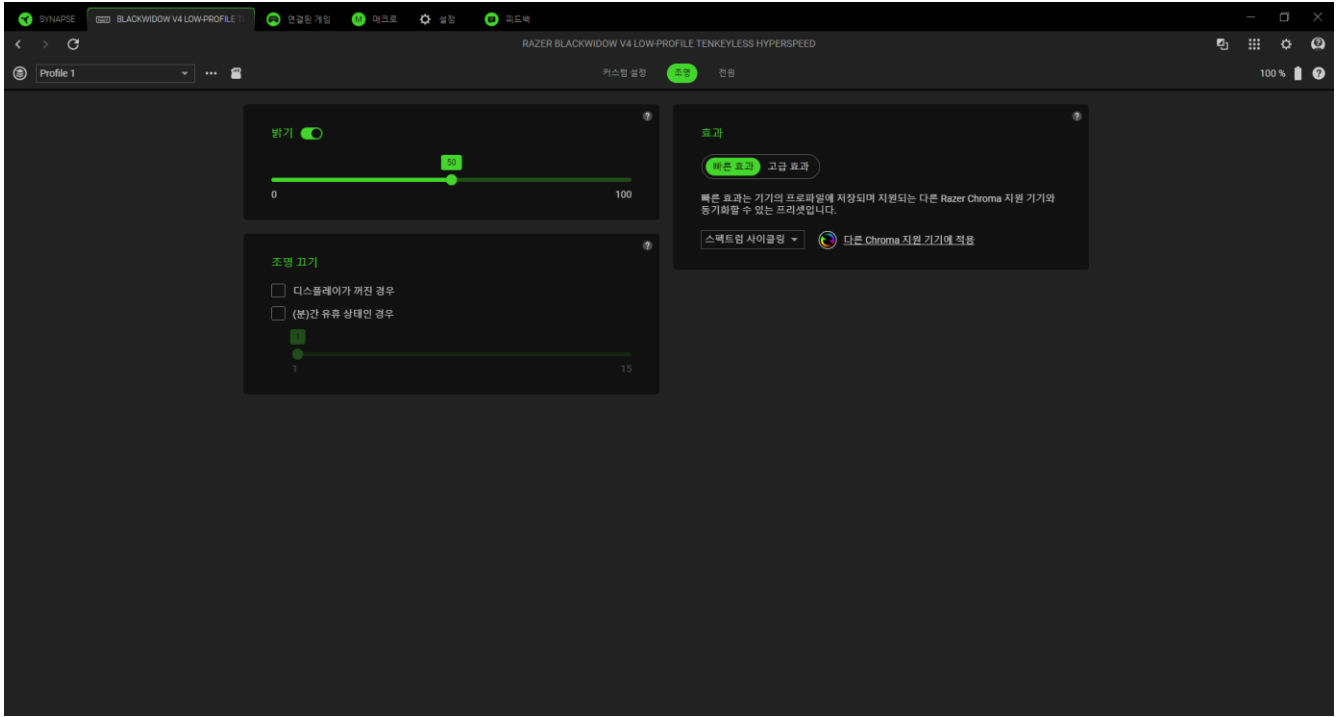 SYNAPSE
BLACKWIDOW V4 LOW-PROFILE
연결된 게임
M
매크로
설정
피드백
RAZER BLACKWIDOW V4 LOW-PROFILE TENKEYLESS HYPERSPEED
Profile 1
커스텀 설정
조명
전원
100 %
밝기
50
0
100
조명 끄기
디스플레이가 꺼진 경우
(분)간 유휴 상태인 경우
1
1
15
효과
빠른 효과
고급 효과
빠른 효과는 기기의 프로파일에 저장되며 지원되는 다른 Razer Chroma 지원 기기와
동기화할 수 있는 프리셋입니다.
스펙트럼 사이클링
다른 Chroma 지원 기기에 적용